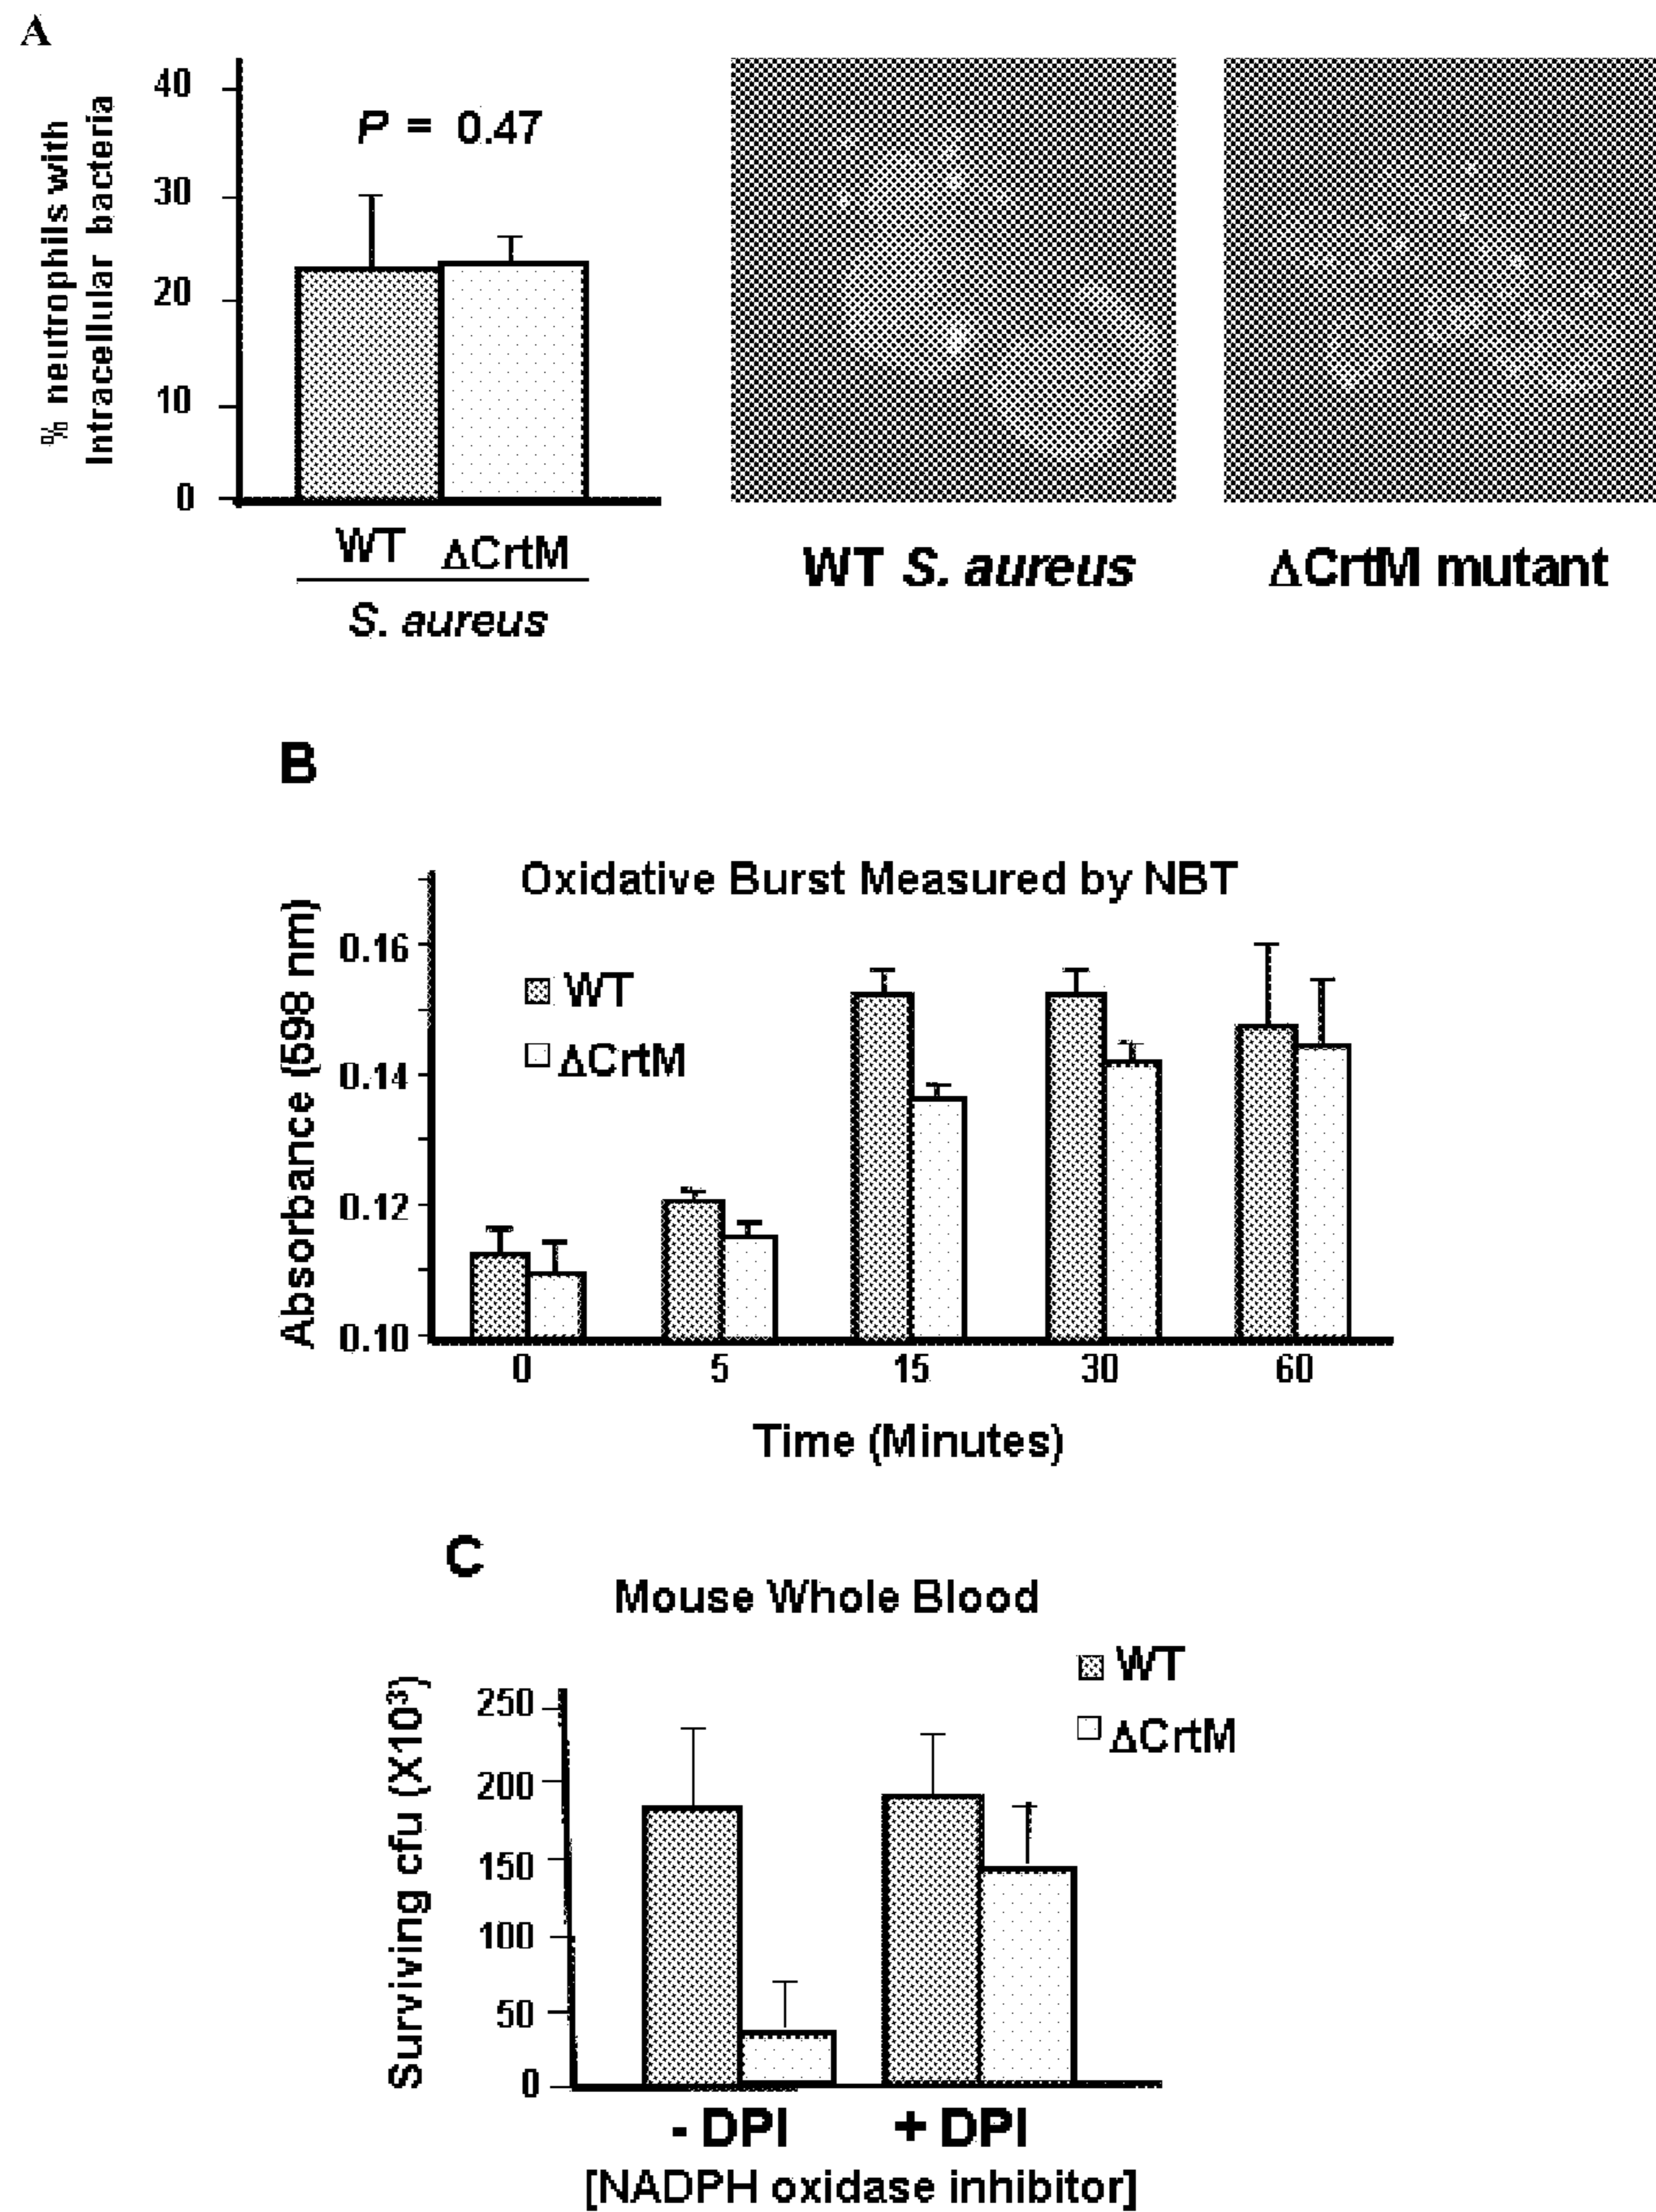 A
% neutrophils with
Intracellular bacteria
40
30
20
10
0
P = 0.47
WT ΔCrtM
S. aureus
WT S. aureus
ΔCrtM mutant
B
Oxidative Burst Measured by NBT
Absorbance (598 nm)
0.16
0.14
0.12
0.10
WT
ΔCrtM
0 5 15 30 60
Time (Minutes)
C
Mouse Whole Blood
WT
ΔCrtM
Surviving cfu (X10³)
250
200
150
100
50
0
- DPI + DPI
[NADPH oxidase inhibitor]